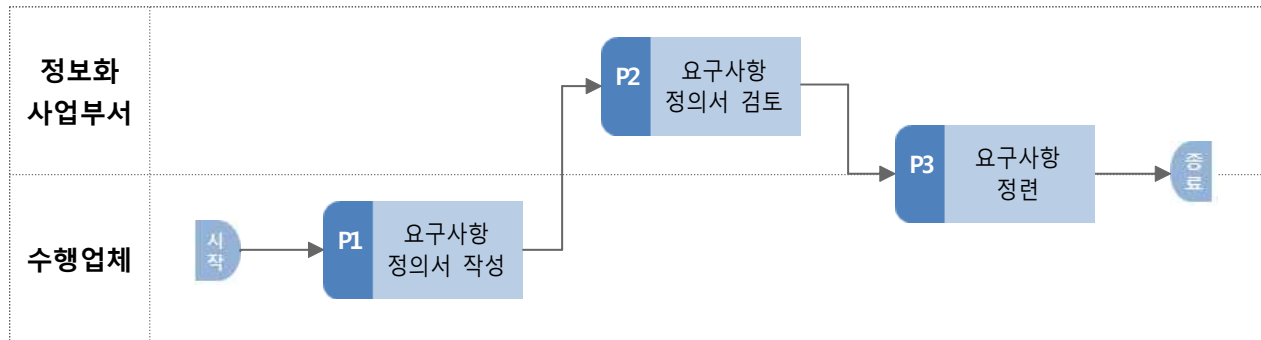 정보화
사업부서
P2
요구사항
정의서 검토
P3
요구사항
정련
종료
수행업체
시작
P1
요구사항
정의서 작성